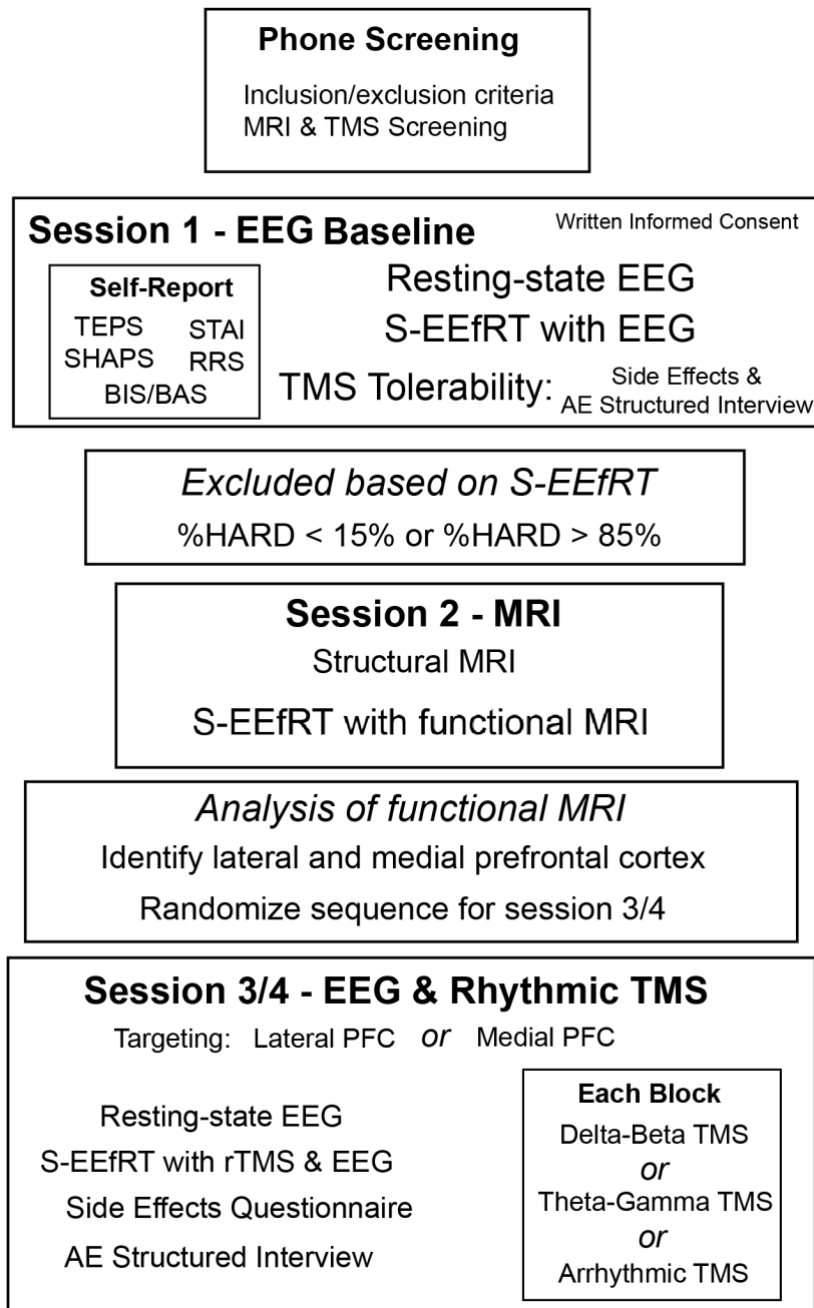 Phone Screening
Inclusion/exclusion criteria
MRI & TMS Screening
Session 1 - EEG Baseline
Written Informed Consent
Self-Report
TEPS STAI
SHAPS RRS
BIS/BAS
Resting-state EEG
S-EEfRT with EEG
TMS Tolerability:
Side Effects &
AE Structured Interview
Excluded based on S-EEfRT
%HARD < 15% or %HARD > 85%
Session 2 - MRI
Structural MRI
S-EEfRT with functional MRI
Analysis of functional MRI
Identify lateral and medial prefrontal cortex
Randomize sequence for session 3/4
Session 3/4 - EEG & Rhythmic TMS
Targeting: Lateral PFC or Medial PFC
Resting-state EEG
S-EEfRT with rTMS & EEG
Side Effects Questionnaire
AE Structured Interview
Each Block
Delta-Beta TMS
or
Theta-Gamma TMS
or
Arrhythmic TMS